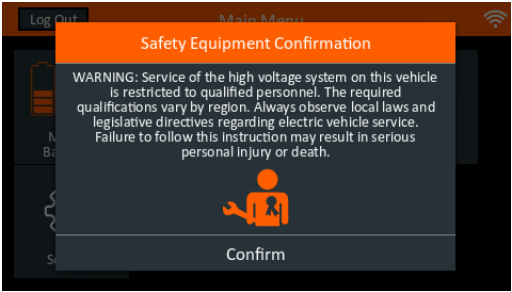 Log Out
Main Menu
Safety Equipment Confirmation
WARNING: Service of the high voltage system on this vehicle
is restricted to qualified personnel. The required
qualifications vary by region. Always observe local laws and
legislative directives regarding electric vehicle service.
Failure to follow this instruction may result in serious
personal injury or death.
Confirm